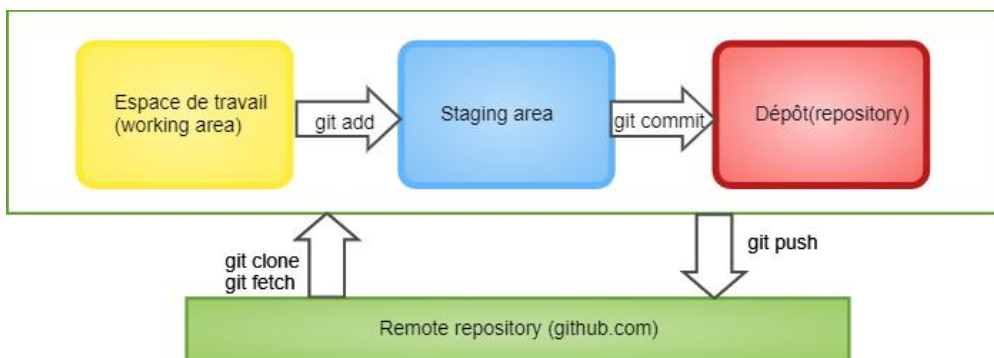 Espace de travail
(working area)
git add
Staging area
git commit
Dépôt(repository)
git clone
git fetch
git push
Remote repository (github.com)